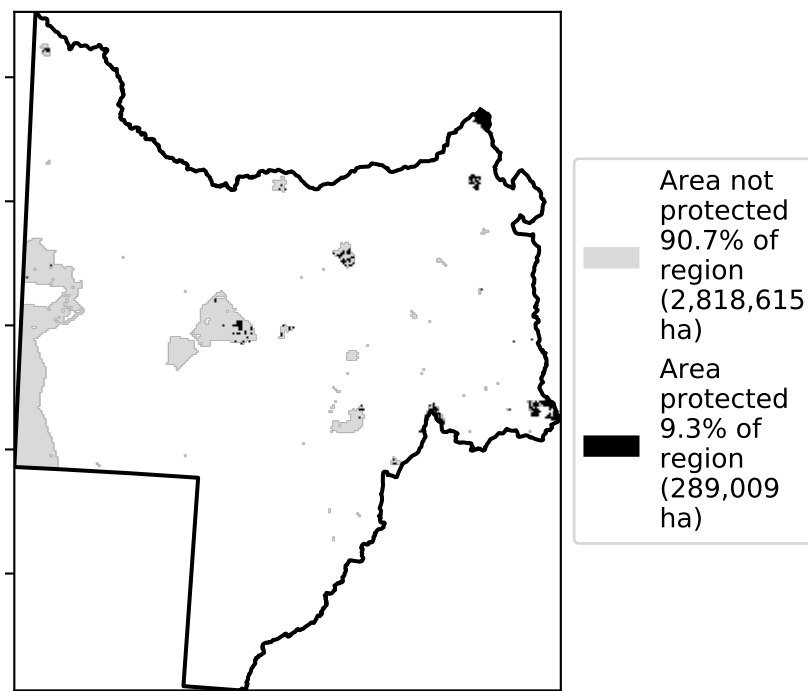 Area not
protected
90.7% of
region
(2,818,615
ha)
Area
protected
9.3% of
region
(289,009
ha)